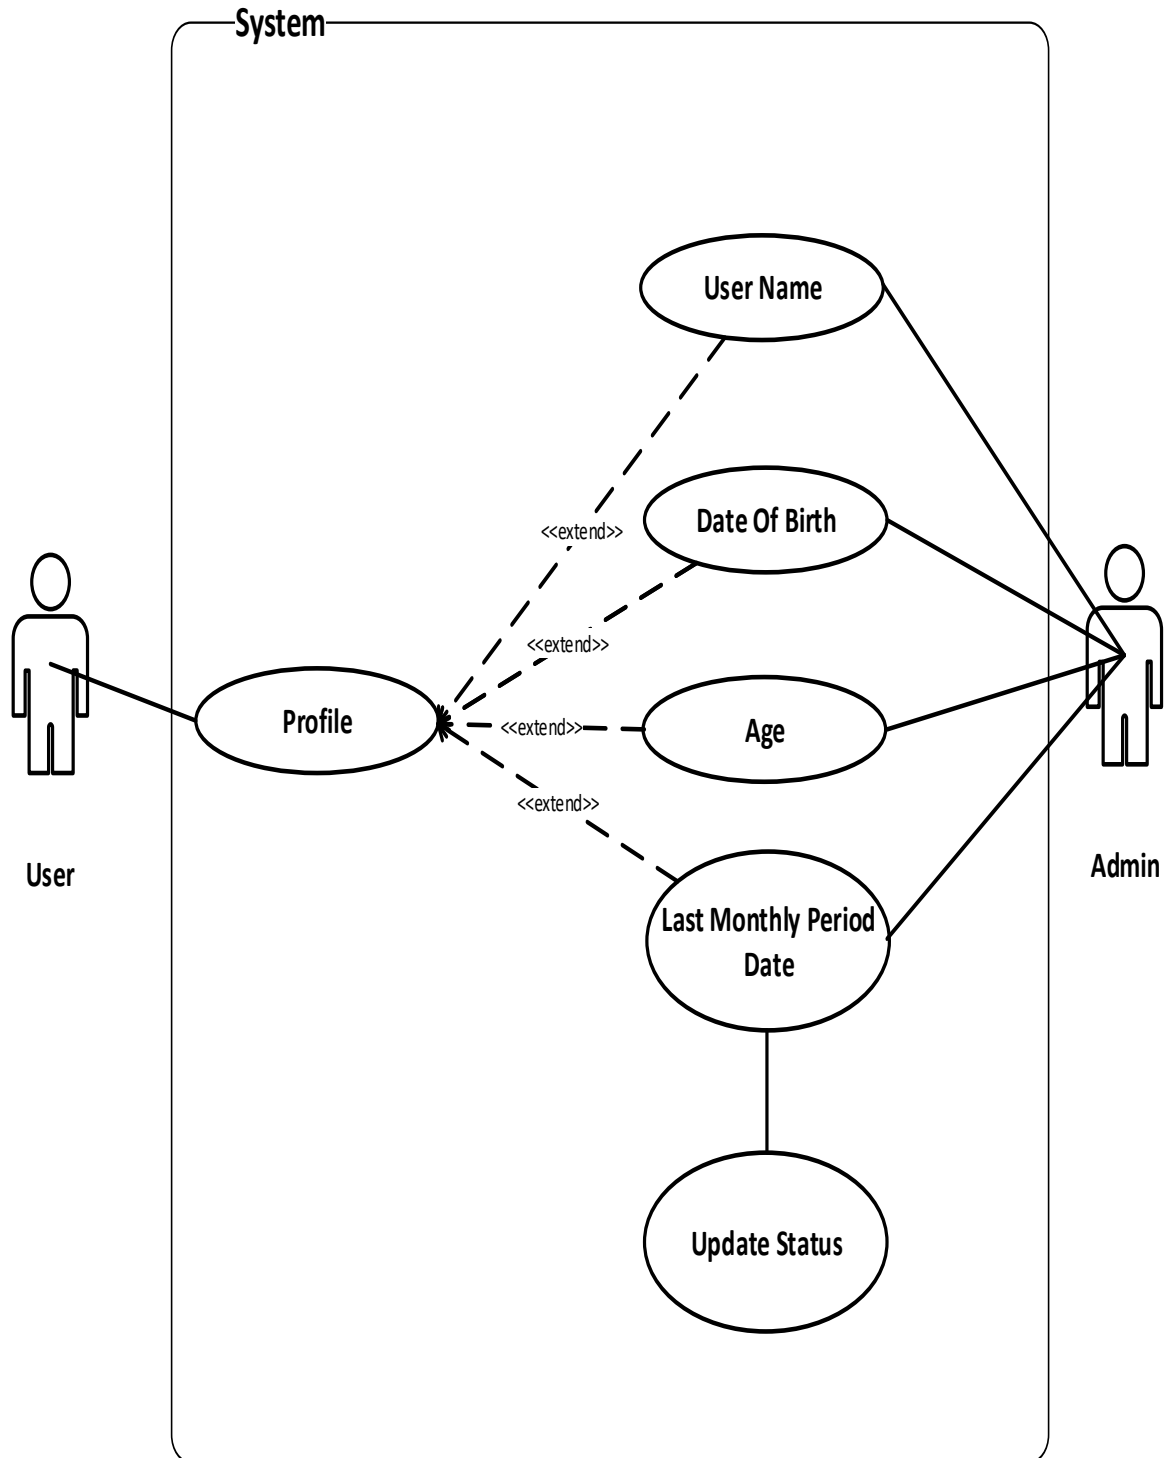 System
User Name
<<extend>>
Date Of Birth
<<extend>>
Profile
<<extend>>
Age
<<extend>>
User
Admin
Last Monthly Period
Date
Update Status